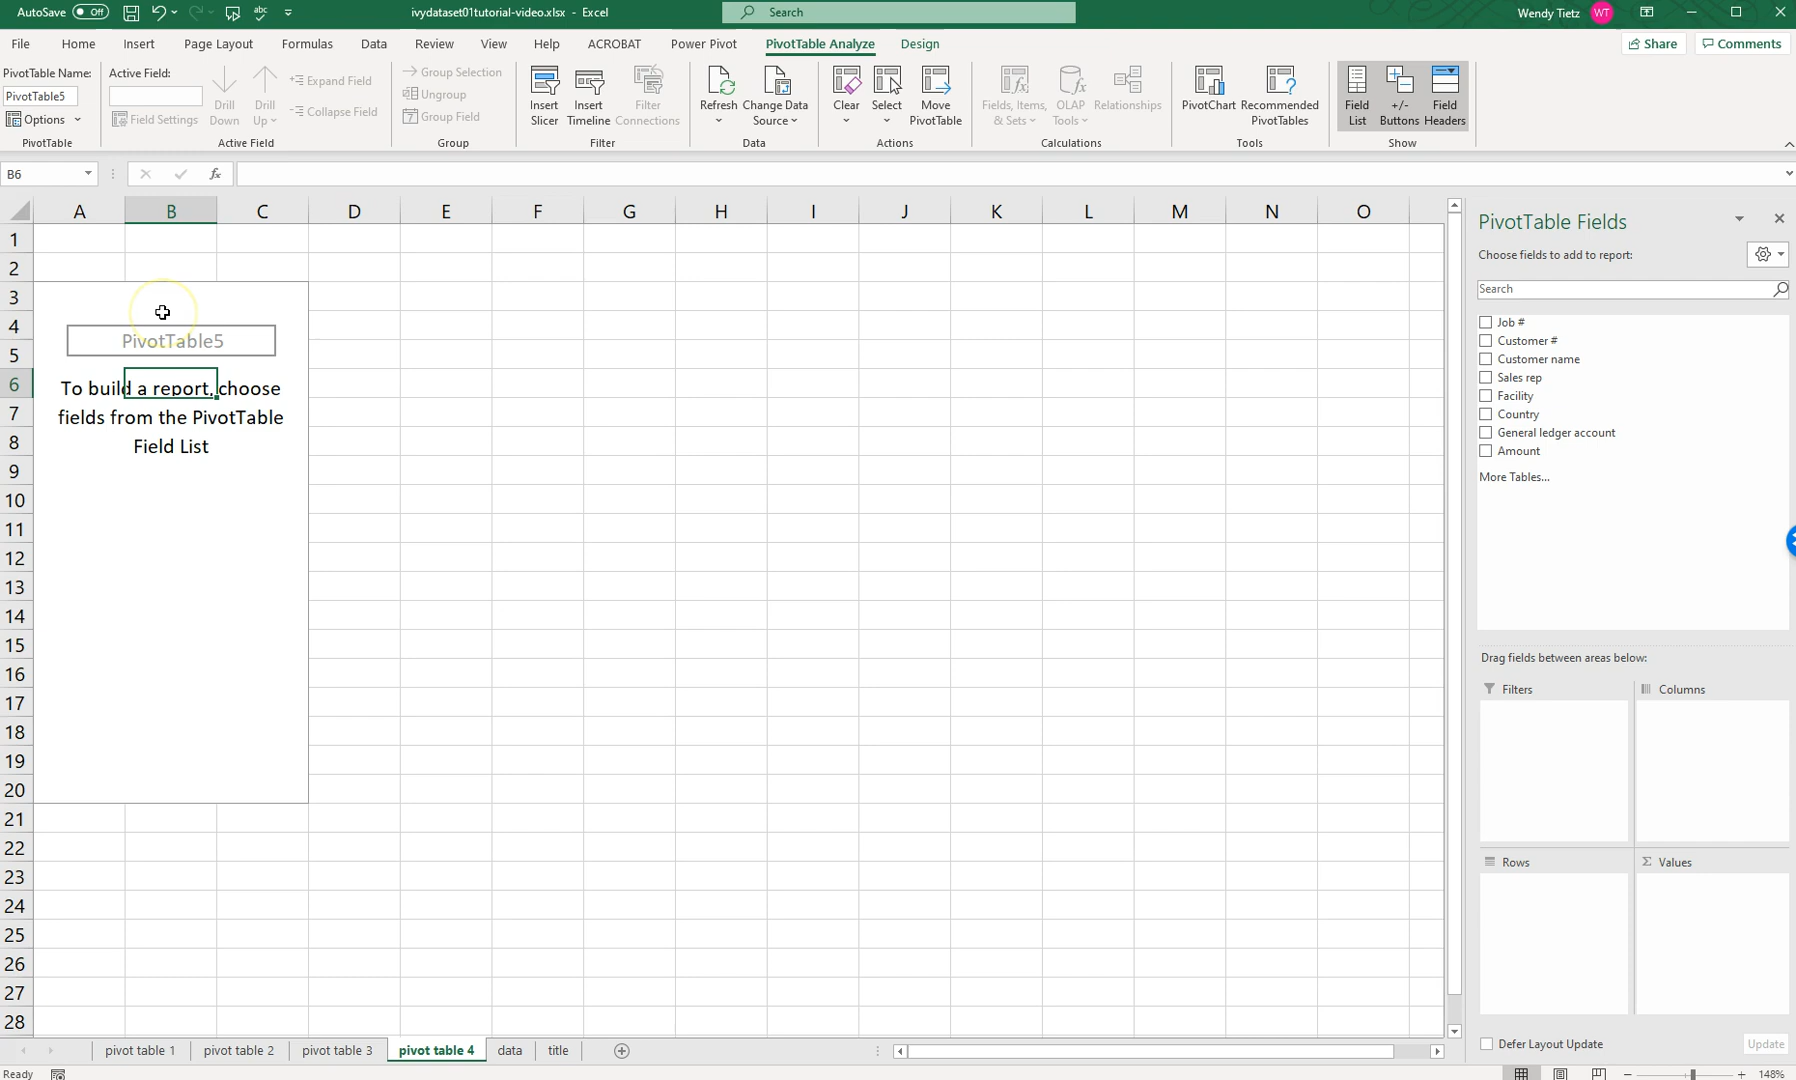 AutoSave Off ivydataset01tutorial-video.xlsx - Excel Search Wendy Tietz WT
File Home Insert Page Layout Formulas Data Review View Help ACROBAT Power Pivot PivotTable Analyze Design Share Comments
PivotTable Name:
PivotTable5
Options
PivotTable
Active Field:
Field Settings
Drill
Down
Drill
Up
Expand Field
Collapse Field
Active Field
Group Selection
Ungroup
Group Field
Group
Insert
Slicer
Insert
Timeline
Filter
Connections
Filter
Refresh
Change Data
Source
Data
Clear
Select
Move
PivotTable
Actions
Fields, Items,
& Sets
OLAP
Tools
Relationships
Calculations
PivotChart
Recommended
PivotTables
Tools
Field
List
+/-
Buttons
Field
Headers
Show
B6 fx
A B C D E F G H I J K L M N O
1
2
3
4
5
6
7
8
9
10
11
12
13
14
15
16
17
18
19
20
21
22
23
24
25
26
27
28
PivotTable5
To build a report, choose
fields from the PivotTable
Field List
PivotTable Fields
Choose fields to add to report:
Search
Job #
Customer #
Customer name
Sales rep
Facility
Country
General ledger account
Amount
More Tables...
Drag fields between areas below:
Filters
Columns
Rows
Σ Values
Defer Layout Update Update
pivot table 1 pivot table 2 pivot table 3 pivot table 4 data title
Ready 148%